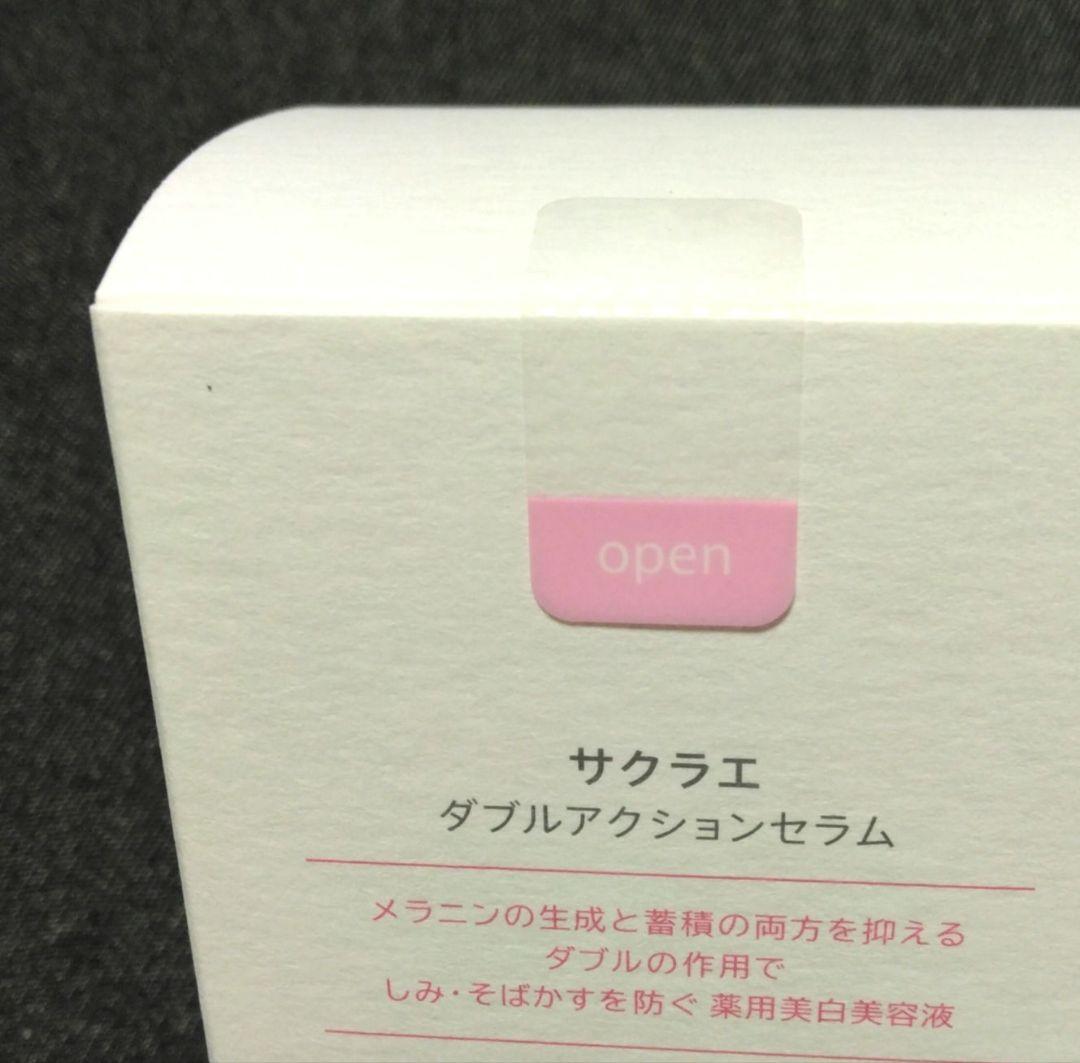 open
サクラエ
ダブルアクションセラム
メラニンの生成と蓄積の両方を抑える
ダブルの作用で
しみ・そばかすを防ぐ 薬用美白美容液